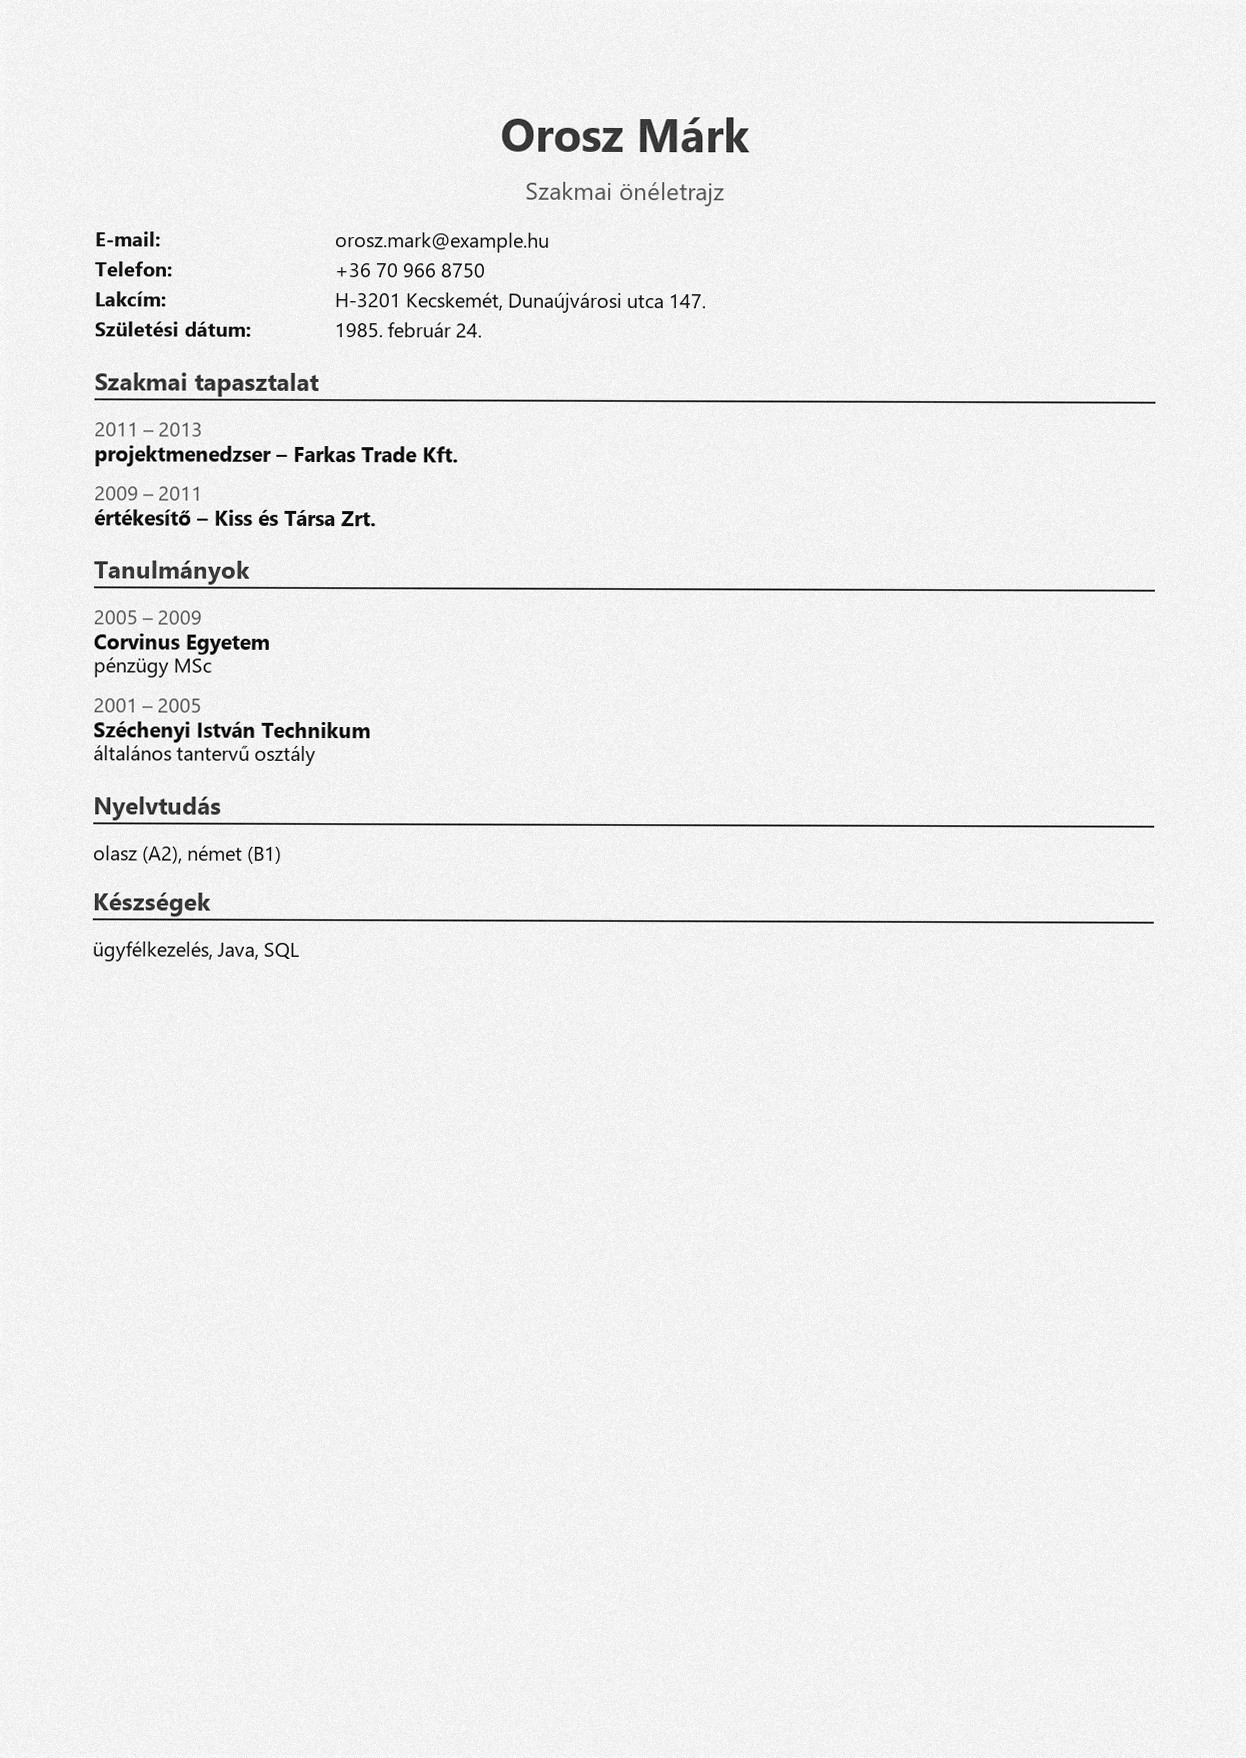 Orosz Márk
Szakmai önéletrajz
E-mail: orosz.mark@example.hu
Telefon: +36 70 966 8750
Lakcím: H-3201 Kecskemét, Dunaújvárosi utca 147.
Születési dátum: 1985. február 24.
Szakmai tapasztalat
2011 – 2013
projektmenedzser – Farkas Trade Kft.
2009 – 2011
értékesítő – Kiss és Társa Zrt.
Tanulmányok
2005 – 2009
Corvinus Egyetem
pénzügy MSc
2001 – 2005
Széchenyi István Technikum
általános tantervű osztály
Nyelvtudás
olasz (A2), német (B1)
Készségek
ügyfélkezelés, Java, SQL